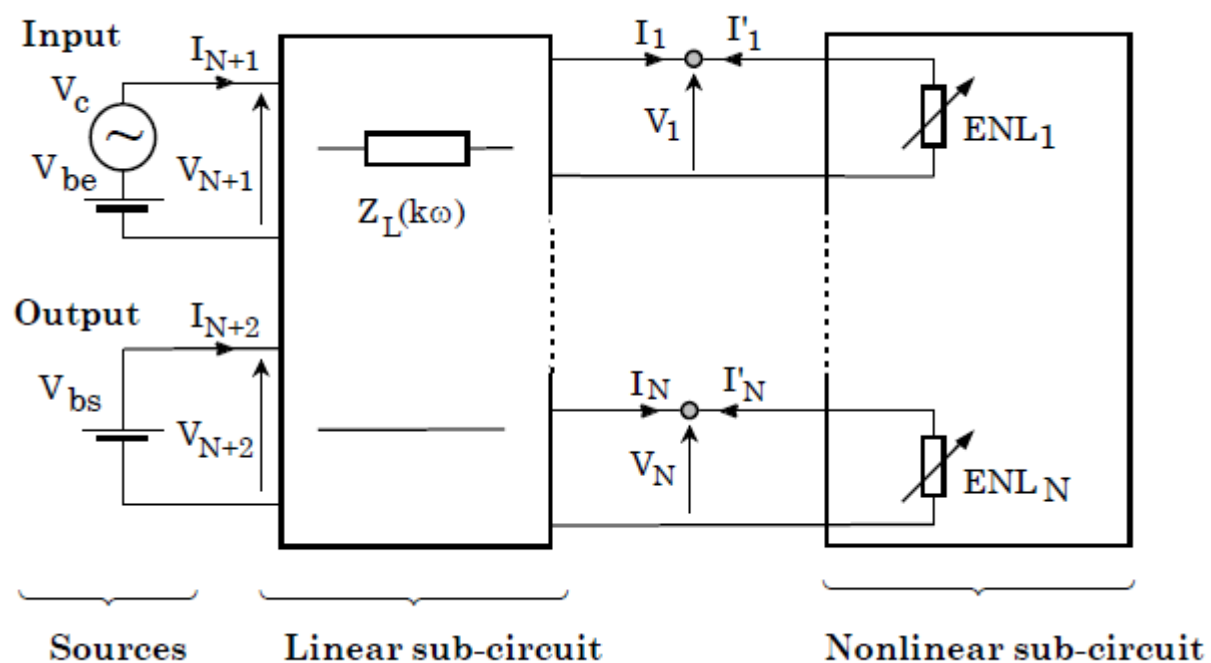 Input
I_{N+1}
V_c
V_{be}
V_{N+1}
Output
I_{N+2}
V_{bs}
V_{N+2}
Z_L(kω)
I_1 I'_1
V_1
ENL_1
I_N I'_N
V_N
ENL_N
Sources
Linear sub-circuit
Nonlinear sub-circuit